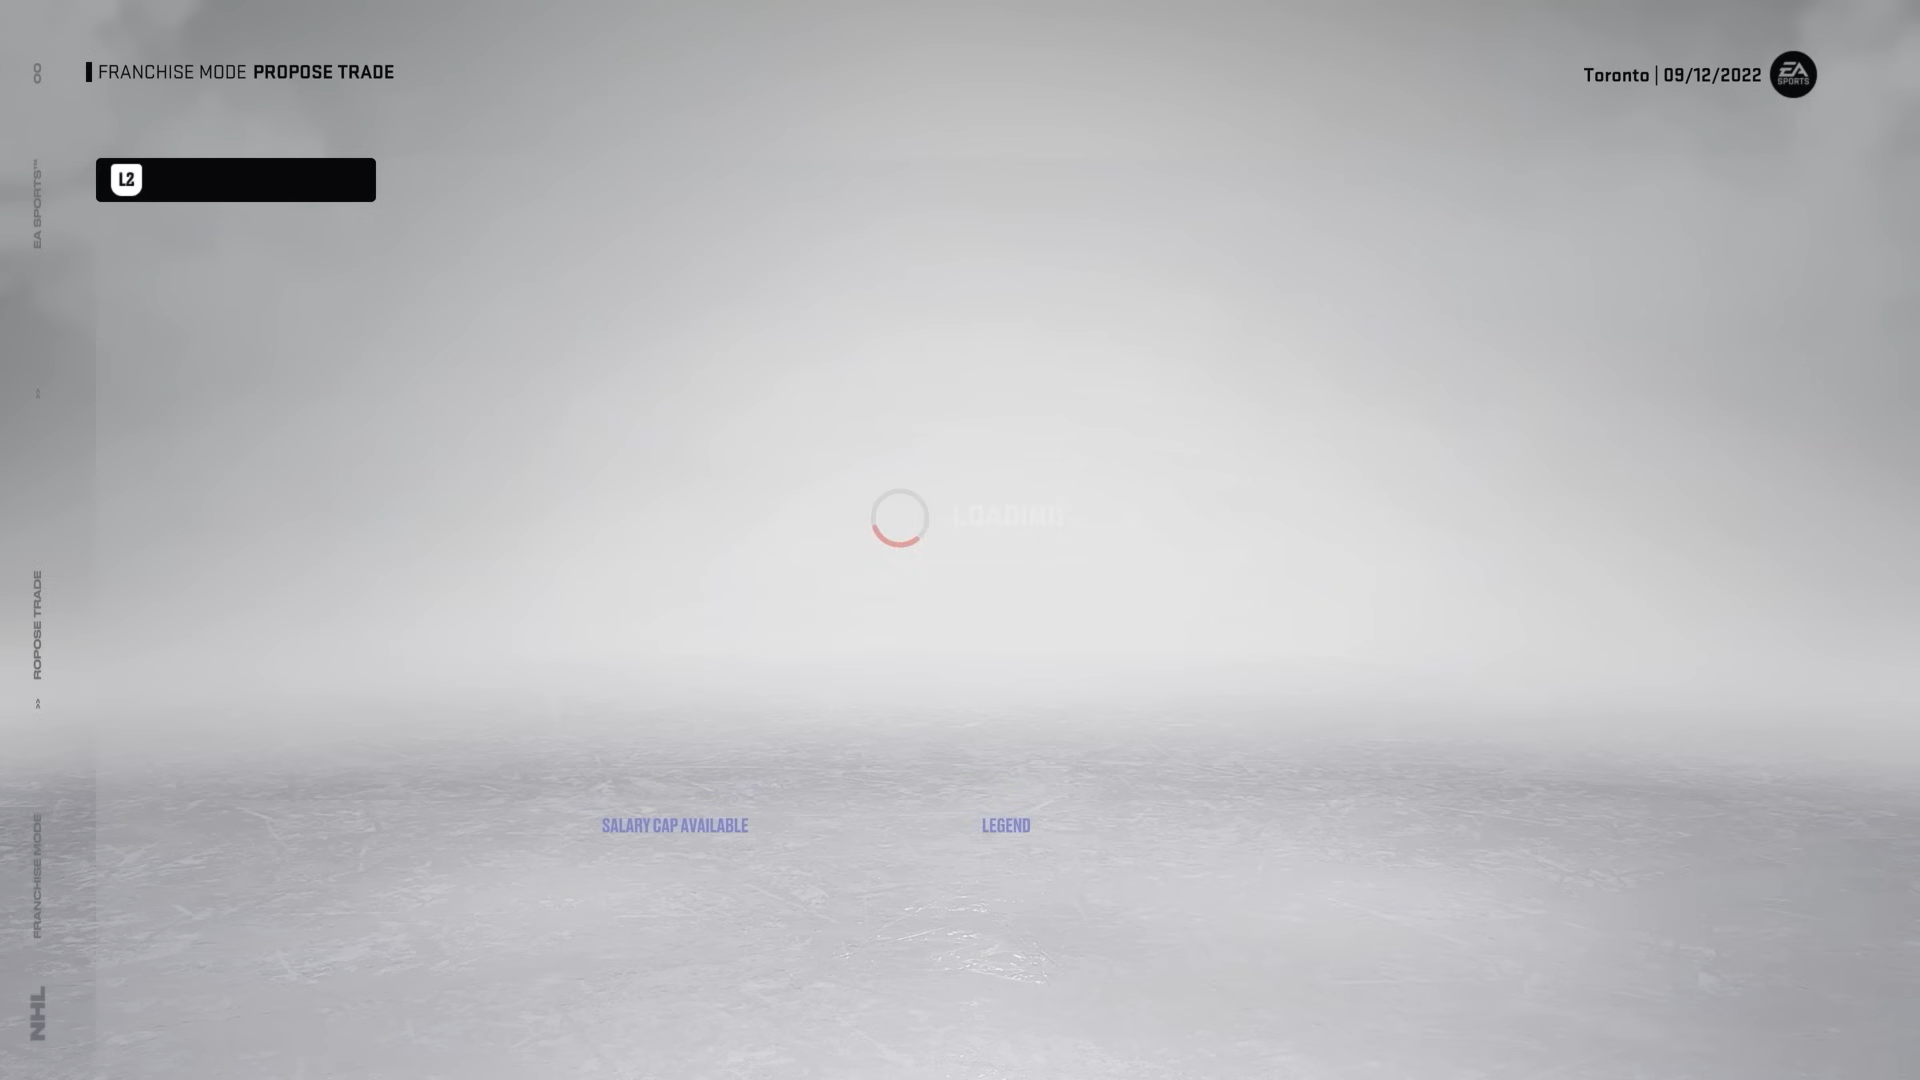 FRANCHISE MODE PROPOSE TRADE
Toronto | 09/12/2022
EA
SPORTS
L2
LOADING
SALARY CAP AVAILABLE
LEGEND
NHL
FRANCHISE MODE
>>
ROPOSE TRADE
>>
EA SPORTS™